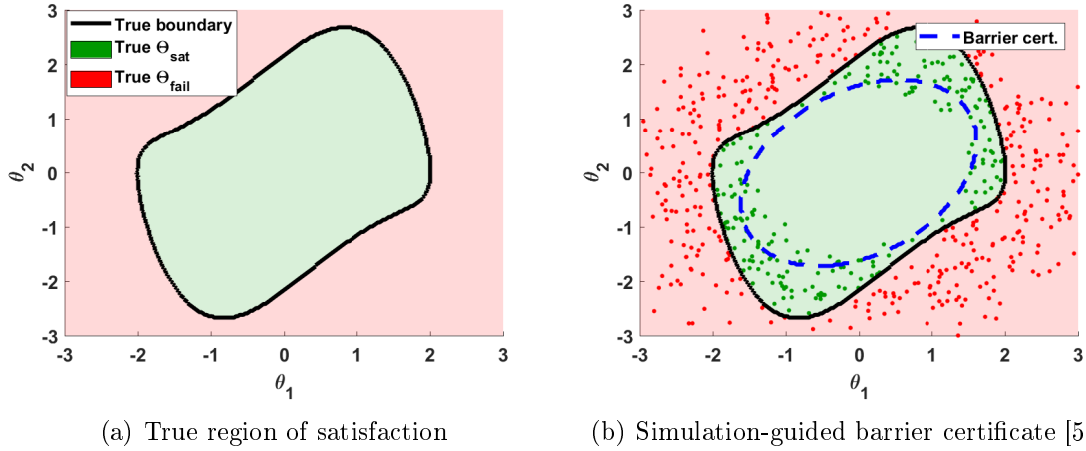 True boundary
True Θsat
True Θfail
3
2
1
0
-1
-2
-3
θ2
-3 -2 -1 0 1 2 3
θ1
(a) True region of satisfaction
Barrier cert.
3
2
1
0
-1
-2
-3
θ2
-3 -2 -1 0 1 2 3
θ1
(b) Simulation-guided barrier certificate [5